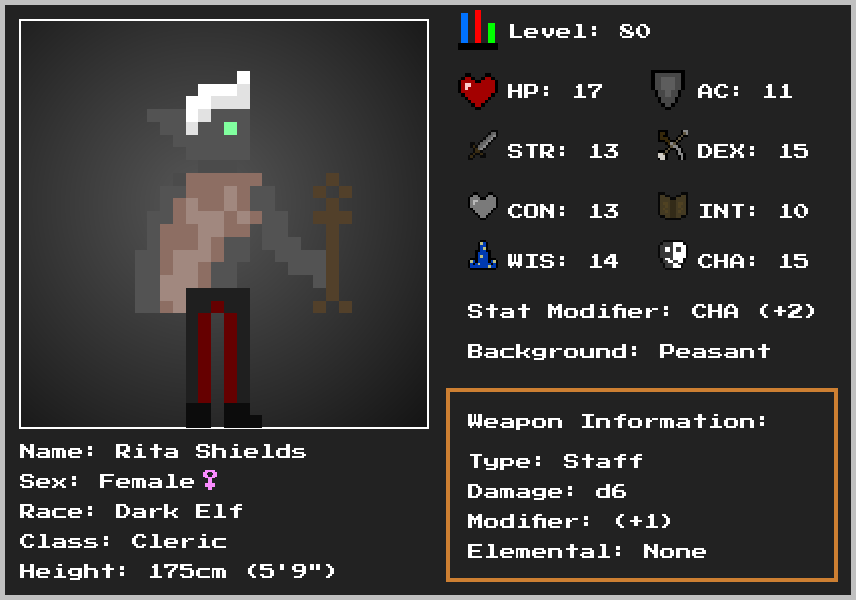 Level: 80
HP: 17 AC: 11
STR: 13 DEX: 15
CON: 13 INT: 10
WIS: 14 CHA: 15
Stat Modifier: CHA (+2)
Background: Peasant
Weapon Information:
Type: Staff
Damage: d6
Modifier: (+1)
Elemental: None
Name: Rita Shields
Sex: Female♀
Race: Dark Elf
Class: Cleric
Height: 175cm (5'9")